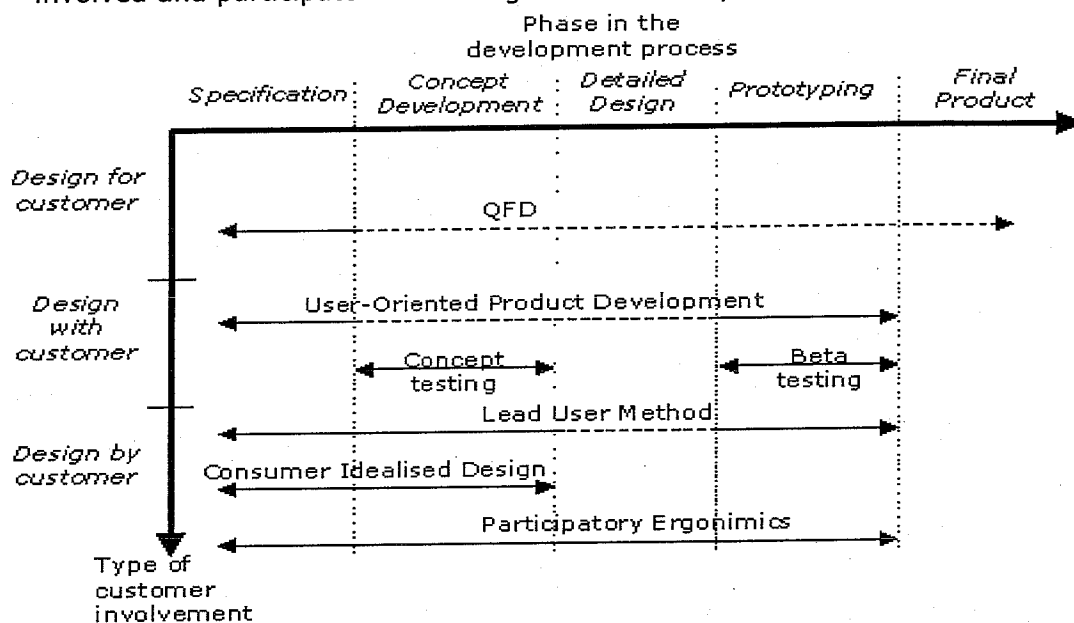 Phase in the
development process
Specification
Concept
Development
Detailed
Design
Prototyping
Final
Product
Design for
customer
QFD
Design
with
customer
User-Oriented Product Development
Concept
testing
Beta
testing
Lead User Method
Design by
customer
Consumer Idealised Design
Participatory Ergonimics
Type of
customer
involvement